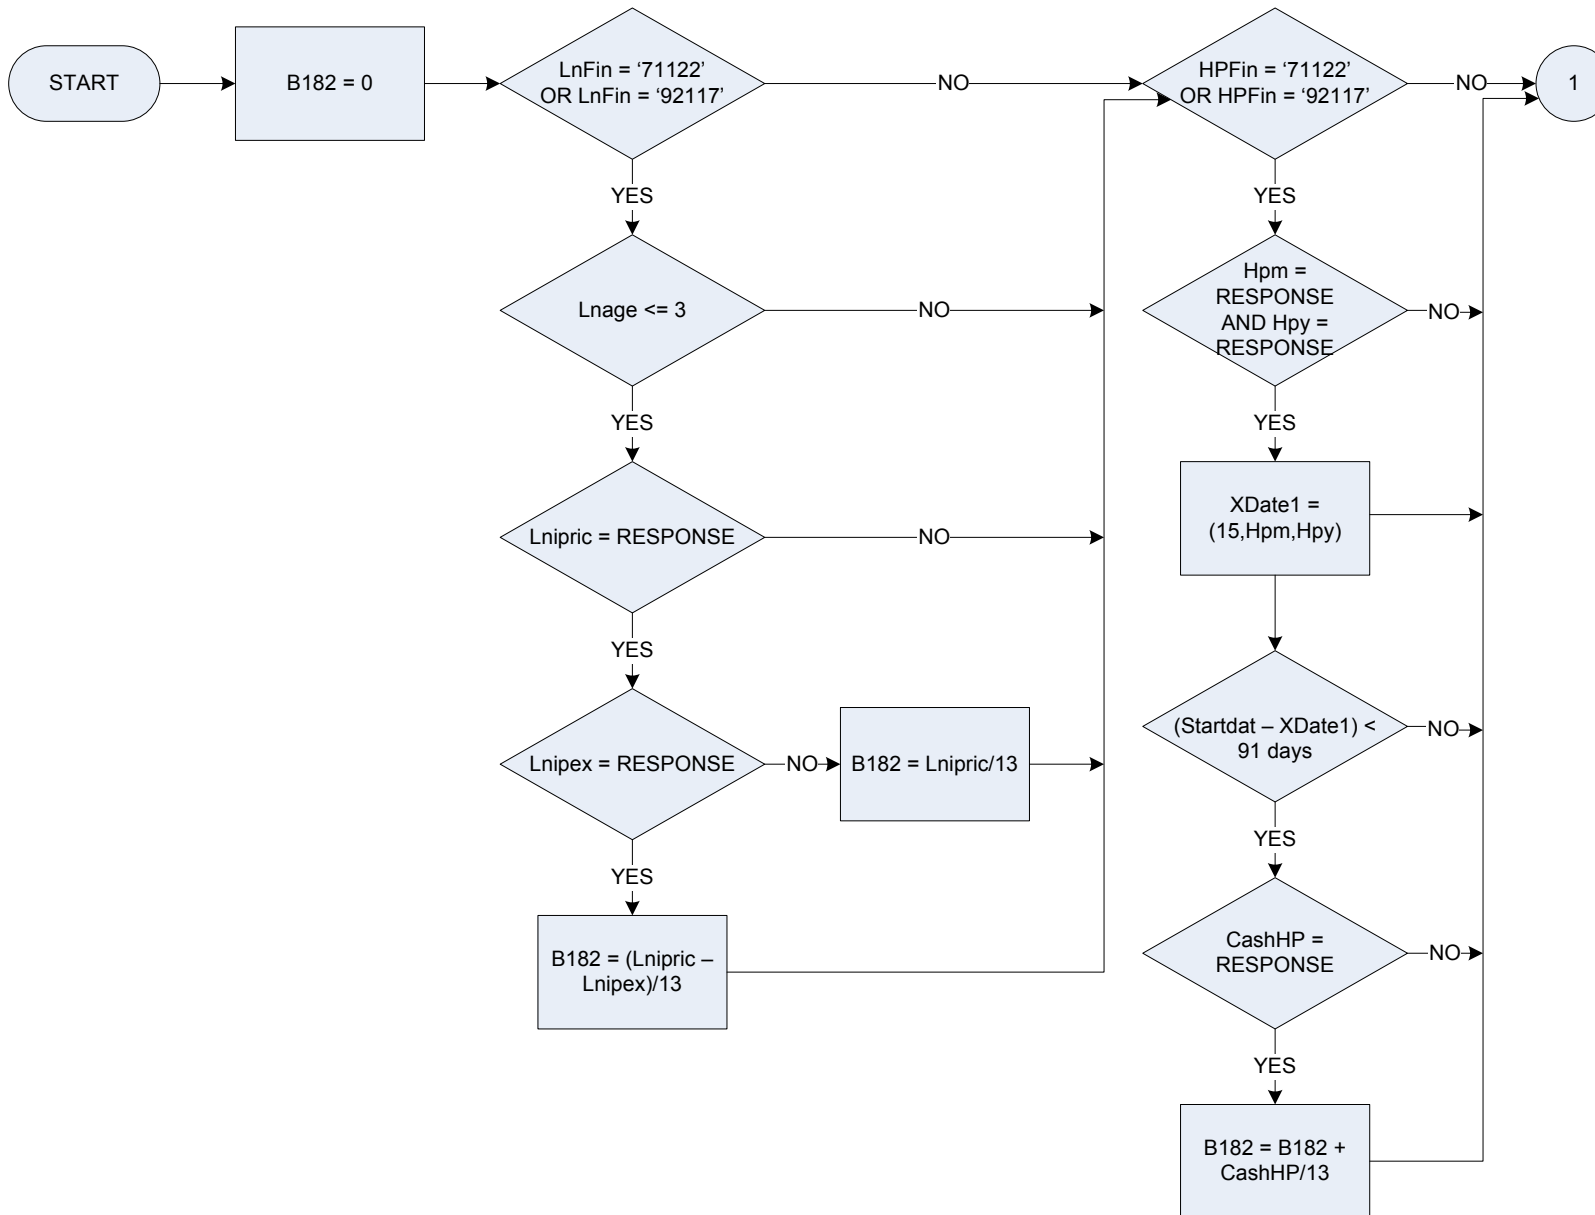 START
B182 = 0
LnFin = ‘71122’
OR LnFin = ‘92117’
NO
HPFin = ‘71122’
OR HPFin = ‘92117’
NO
1
YES
YES
Lnage <= 3
NO
Hpm =
RESPONSE
AND Hpy =
RESPONSE
NO
YES
YES
Lnipric = RESPONSE
NO
XDate1 =
(15,Hpm,Hpy)
YES
Lnipex = RESPONSE
NO
B182 = Lnipric/13
(Startdat – XDate1) <
91 days
NO
YES
YES
B182 = (Lnipric –
Lnipex)/13
CashHP =
RESPONSE
NO
YES
B182 = B182 +
CashHP/13